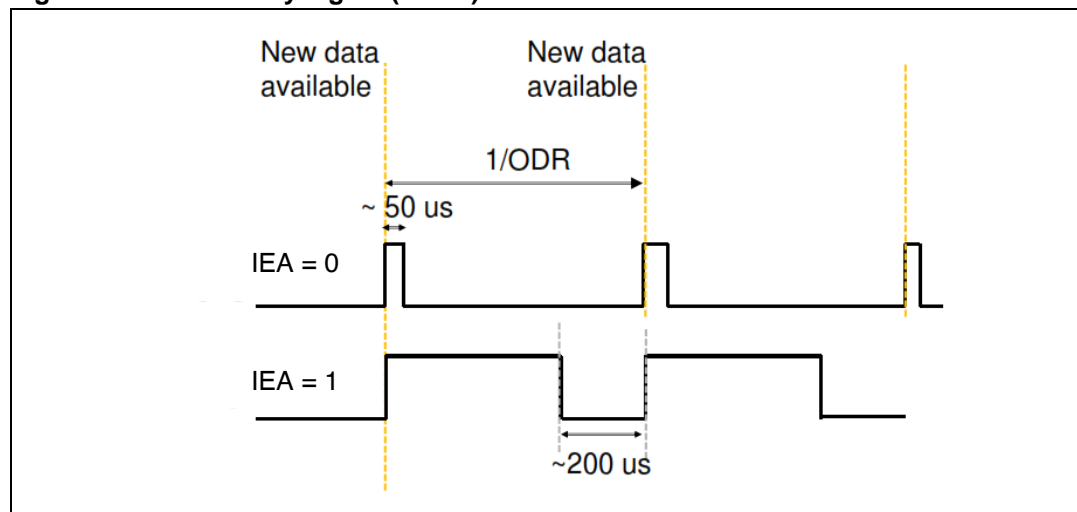 New data
available
New data
available
1/ODR
~ 50 us
IEA = 0
IEA = 1
~200 us